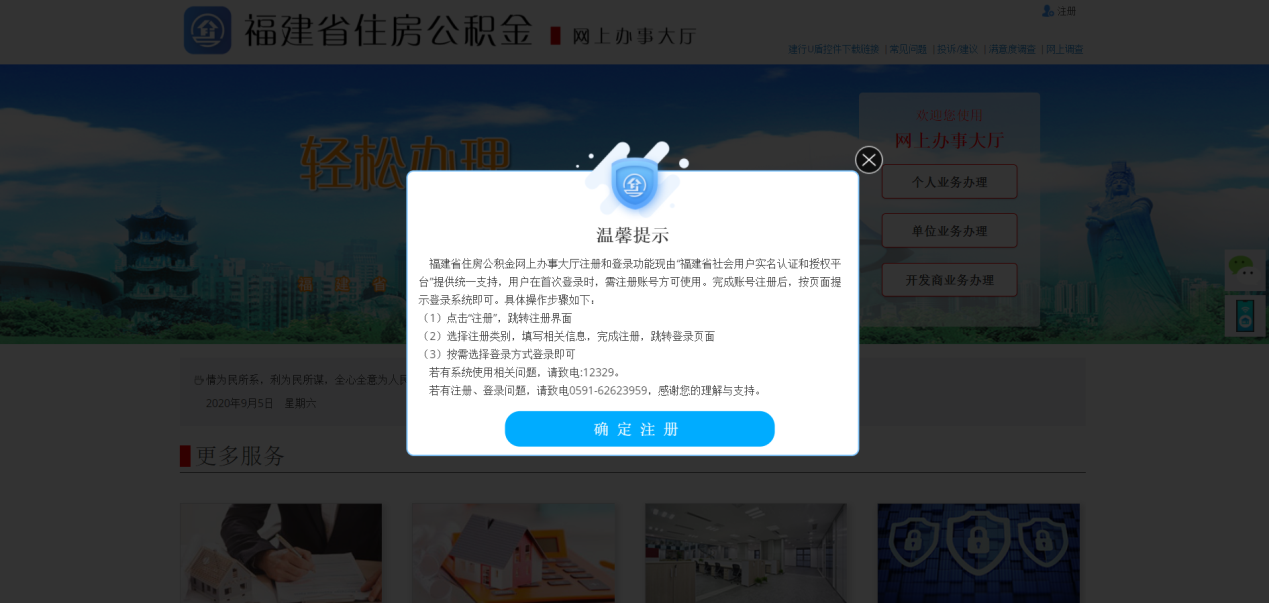 福建省住房公积金 网上办事大厅
注册
建行U盾控件下载链接 | 常见问题 | 投诉/建议 | 满意度调查 | 网上调查
轻松办理
福建省
欢迎您使用
网上办事大厅
个人业务办理
单位业务办理
开发商业务办理
温馨提示
福建省住房公积金网上办事大厅注册和登录功能现由“福建省社会用户实名认证和授权平
台”提供统一支持，用户在首次登录时，需注册账号方可使用。完成账号注册后，按页面提
示登录系统即可。具体操作步骤如下：
（1）点击“注册”，跳转注册界面
（2）选择注册类别，填写相关信息，完成注册，跳转登录页面
（3）按需选择登录方式登录即可
若有系统使用相关问题，请致电:12329。
若有注册、登录问题，请致电0591-62623959，感谢您的理解与支持。
确定注册
情为民所系，利为民所谋，全心全意为人民
2020年9月5日 星期六
更多服务